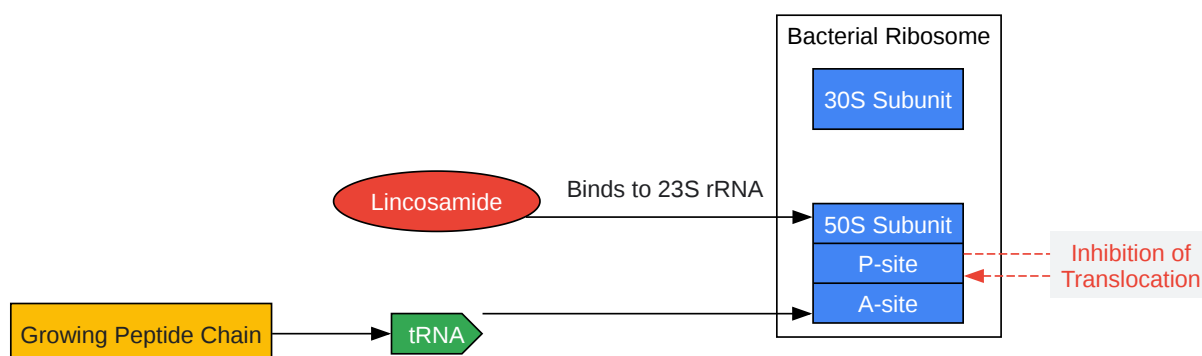 Bacterial Ribosome
30S Subunit
Lincosamide
Binds to 23S rRNA
50S Subunit
P-site
A-site
Inhibition of
Translocation
Growing Peptide Chain
tRNA